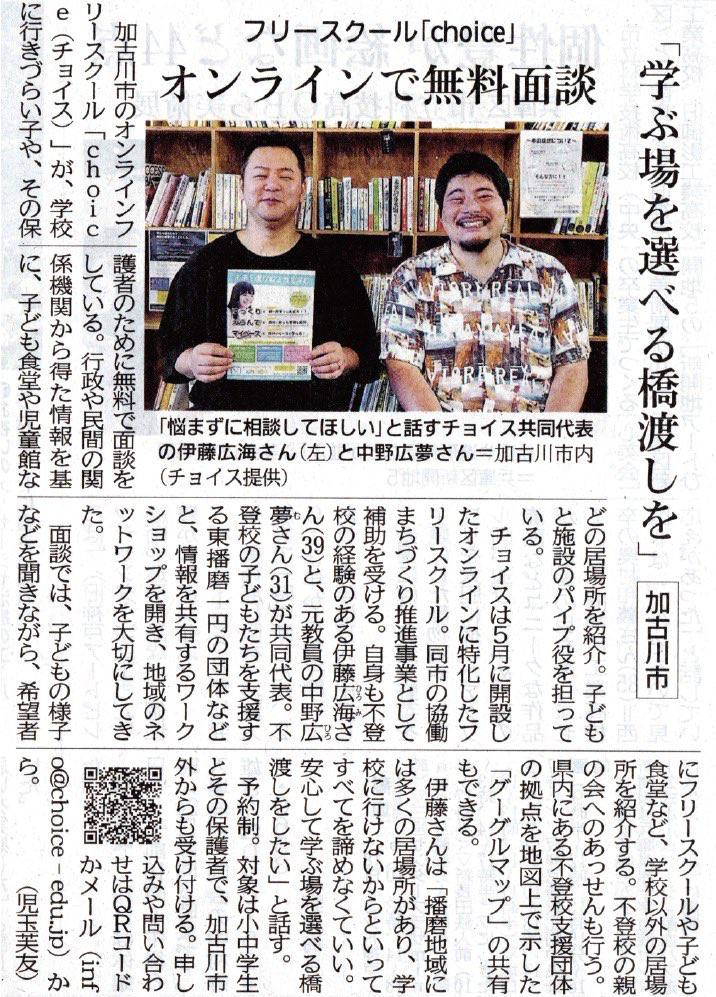 「学ぶ場を選べる橋渡しを」
加古川市
フリースクール「choice」
オンラインで無料面談
マイペース
「悩まずに相談してほしい」と話すチョイス共同代表
の伊藤広海さん（左）と中野広夢さん＝加古川市内
（チョイス提供）
加古川市のオンラインフ
リースクール「ｃｈｏｉｃ
ｅ（チョイス）」が、学校
に行きづらい子や、その保
護者のために無料で面談を
している。行政や民間の関
係機関から得た情報を基
に、子ども食堂や児童館な
どの居場所を紹介。子ども
と施設のパイプ役を担って
いる。
チョイスは５月に開設し
たオンラインに特化したフ
リースクール。同市の協働
まちづくり推進事業として
補助を受ける。自身も不登
校の経験のある伊藤広海さ
ひろみ
ん(39)と、元教員の中野広
ひろ
夢さん(31)が共同代表。不
む
登校の子どもたちを支援す
る東播磨一円の団体など
と、情報を共有するワーク
ショップを開き、地域のネ
ットワークを大切にしてき
た。
面談では、子どもの様子
などを聞きながら、希望者
にフリースクールや子ども
食堂など、学校以外の居場
所を紹介する。不登校の親
の会へのあっせんも行う。
県内にある不登校支援団体
の拠点を地図上で示した
「グーグルマップ」の共有
もできる。
伊藤さんは「播磨地域に
は多くの居場所があり、学
校に行けないからといって
すべてを諦めなくていい。
安心して学ぶ場を選べる橋
渡しをしたい」と話す。
予約制。対象は小中学生
とその保護者で、加古川市
外からも受け付ける。申し
込みや問い合わ
せはＱＲコード
かメール（inf
o@choice－edu.jp）か
ら。
（児玉芙友）